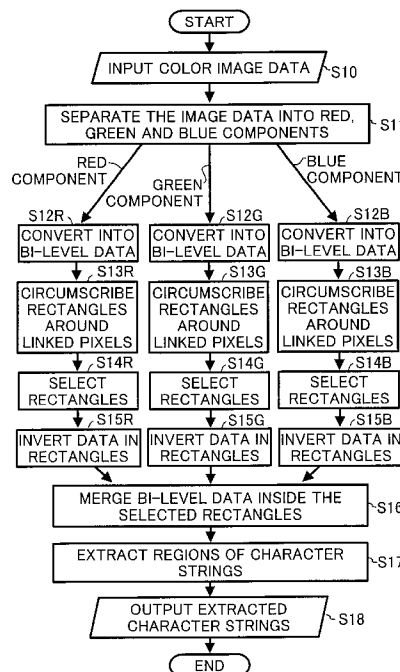 START
INPUT COLOR IMAGE DATA
S10
SEPARATE THE IMAGE DATA INTO RED,
GREEN AND BLUE COMPONENTS
S11
RED
COMPONENT
GREEN
COMPONENT
BLUE
COMPONENT
S12R
S12G
S12B
CONVERT INTO
BI-LEVEL DATA
CONVERT INTO
BI-LEVEL DATA
CONVERT INTO
BI-LEVEL DATA
S13R
S13G
S13B
CIRCUMSCRIBE
RECTANGLES
AROUND
LINKED PIXELS
CIRCUMSCRIBE
RECTANGLES
AROUND
LINKED PIXELS
CIRCUMSCRIBE
RECTANGLES
AROUND
LINKED PIXELS
S14R
S14G
S14B
SELECT
RECTANGLES
SELECT
RECTANGLES
SELECT
RECTANGLES
S15R
S15G
S15B
INVERT DATA IN
RECTANGLES
INVERT DATA IN
RECTANGLES
INVERT DATA IN
RECTANGLES
MERGE BI-LEVEL DATA INSIDE THE
SELECTED RECTANGLES
S16
EXTRACT REGIONS OF CHARACTER
STRINGS
S17
OUTPUT EXTRACTED
CHARACTER STRINGS
S18
END